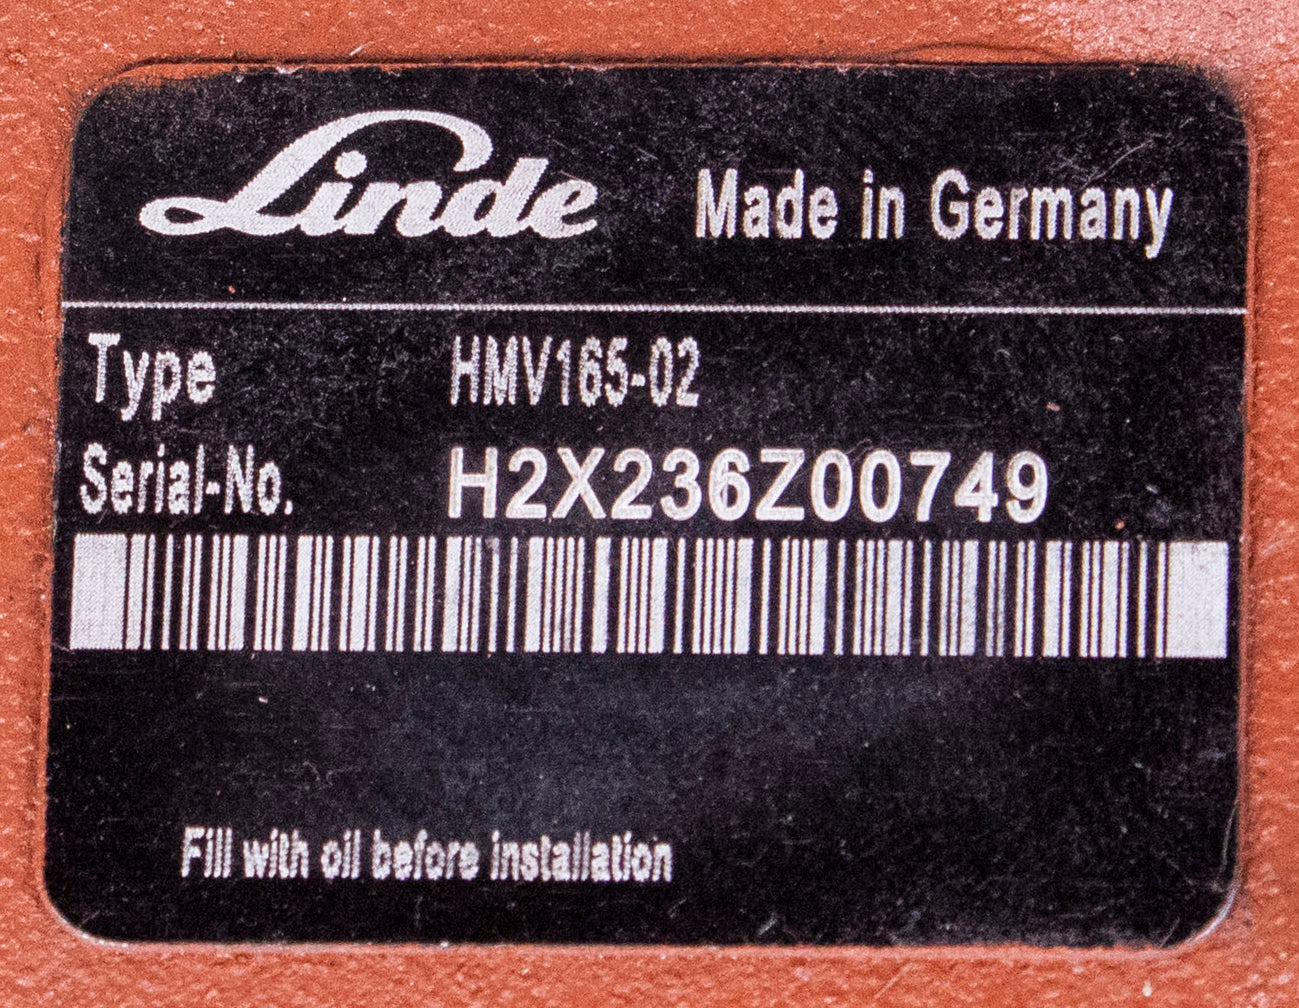 Linde Made in Germany
Type HMV165-02
Serial-No. H2X236Z00749
Fill with oil before installation